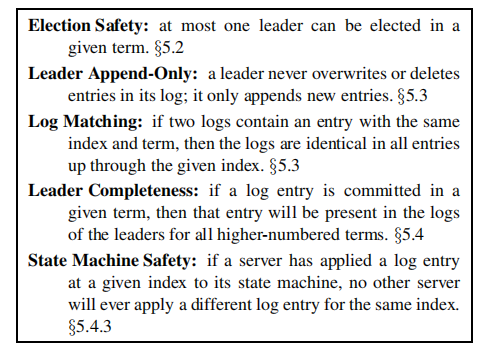 Election Safety: at most one leader can be elected in a
given term. §5.2
Leader Append-Only: a leader never overwrites or deletes
entries in its log; it only appends new entries. §5.3
Log Matching: if two logs contain an entry with the same
index and term, then the logs are identical in all entries
up through the given index. §5.3
Leader Completeness: if a log entry is committed in a
given term, then that entry will be present in the logs
of the leaders for all higher-numbered terms. §5.4
State Machine Safety: if a server has applied a log entry
at a given index to its state machine, no other server
will ever apply a different log entry for the same index.
§5.4.3